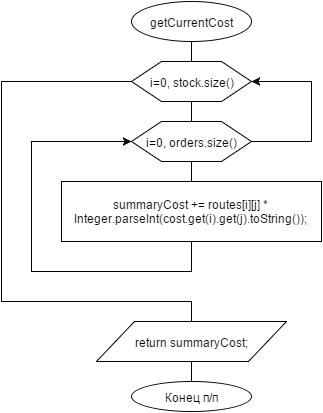 getCurrentCost
i=0, stock.size()
i=0, orders.size()
summaryCost += routes[i][j] *
Integer.parseInt(cost.get(i).get(j).toString());
return summaryCost;
Конец п/п